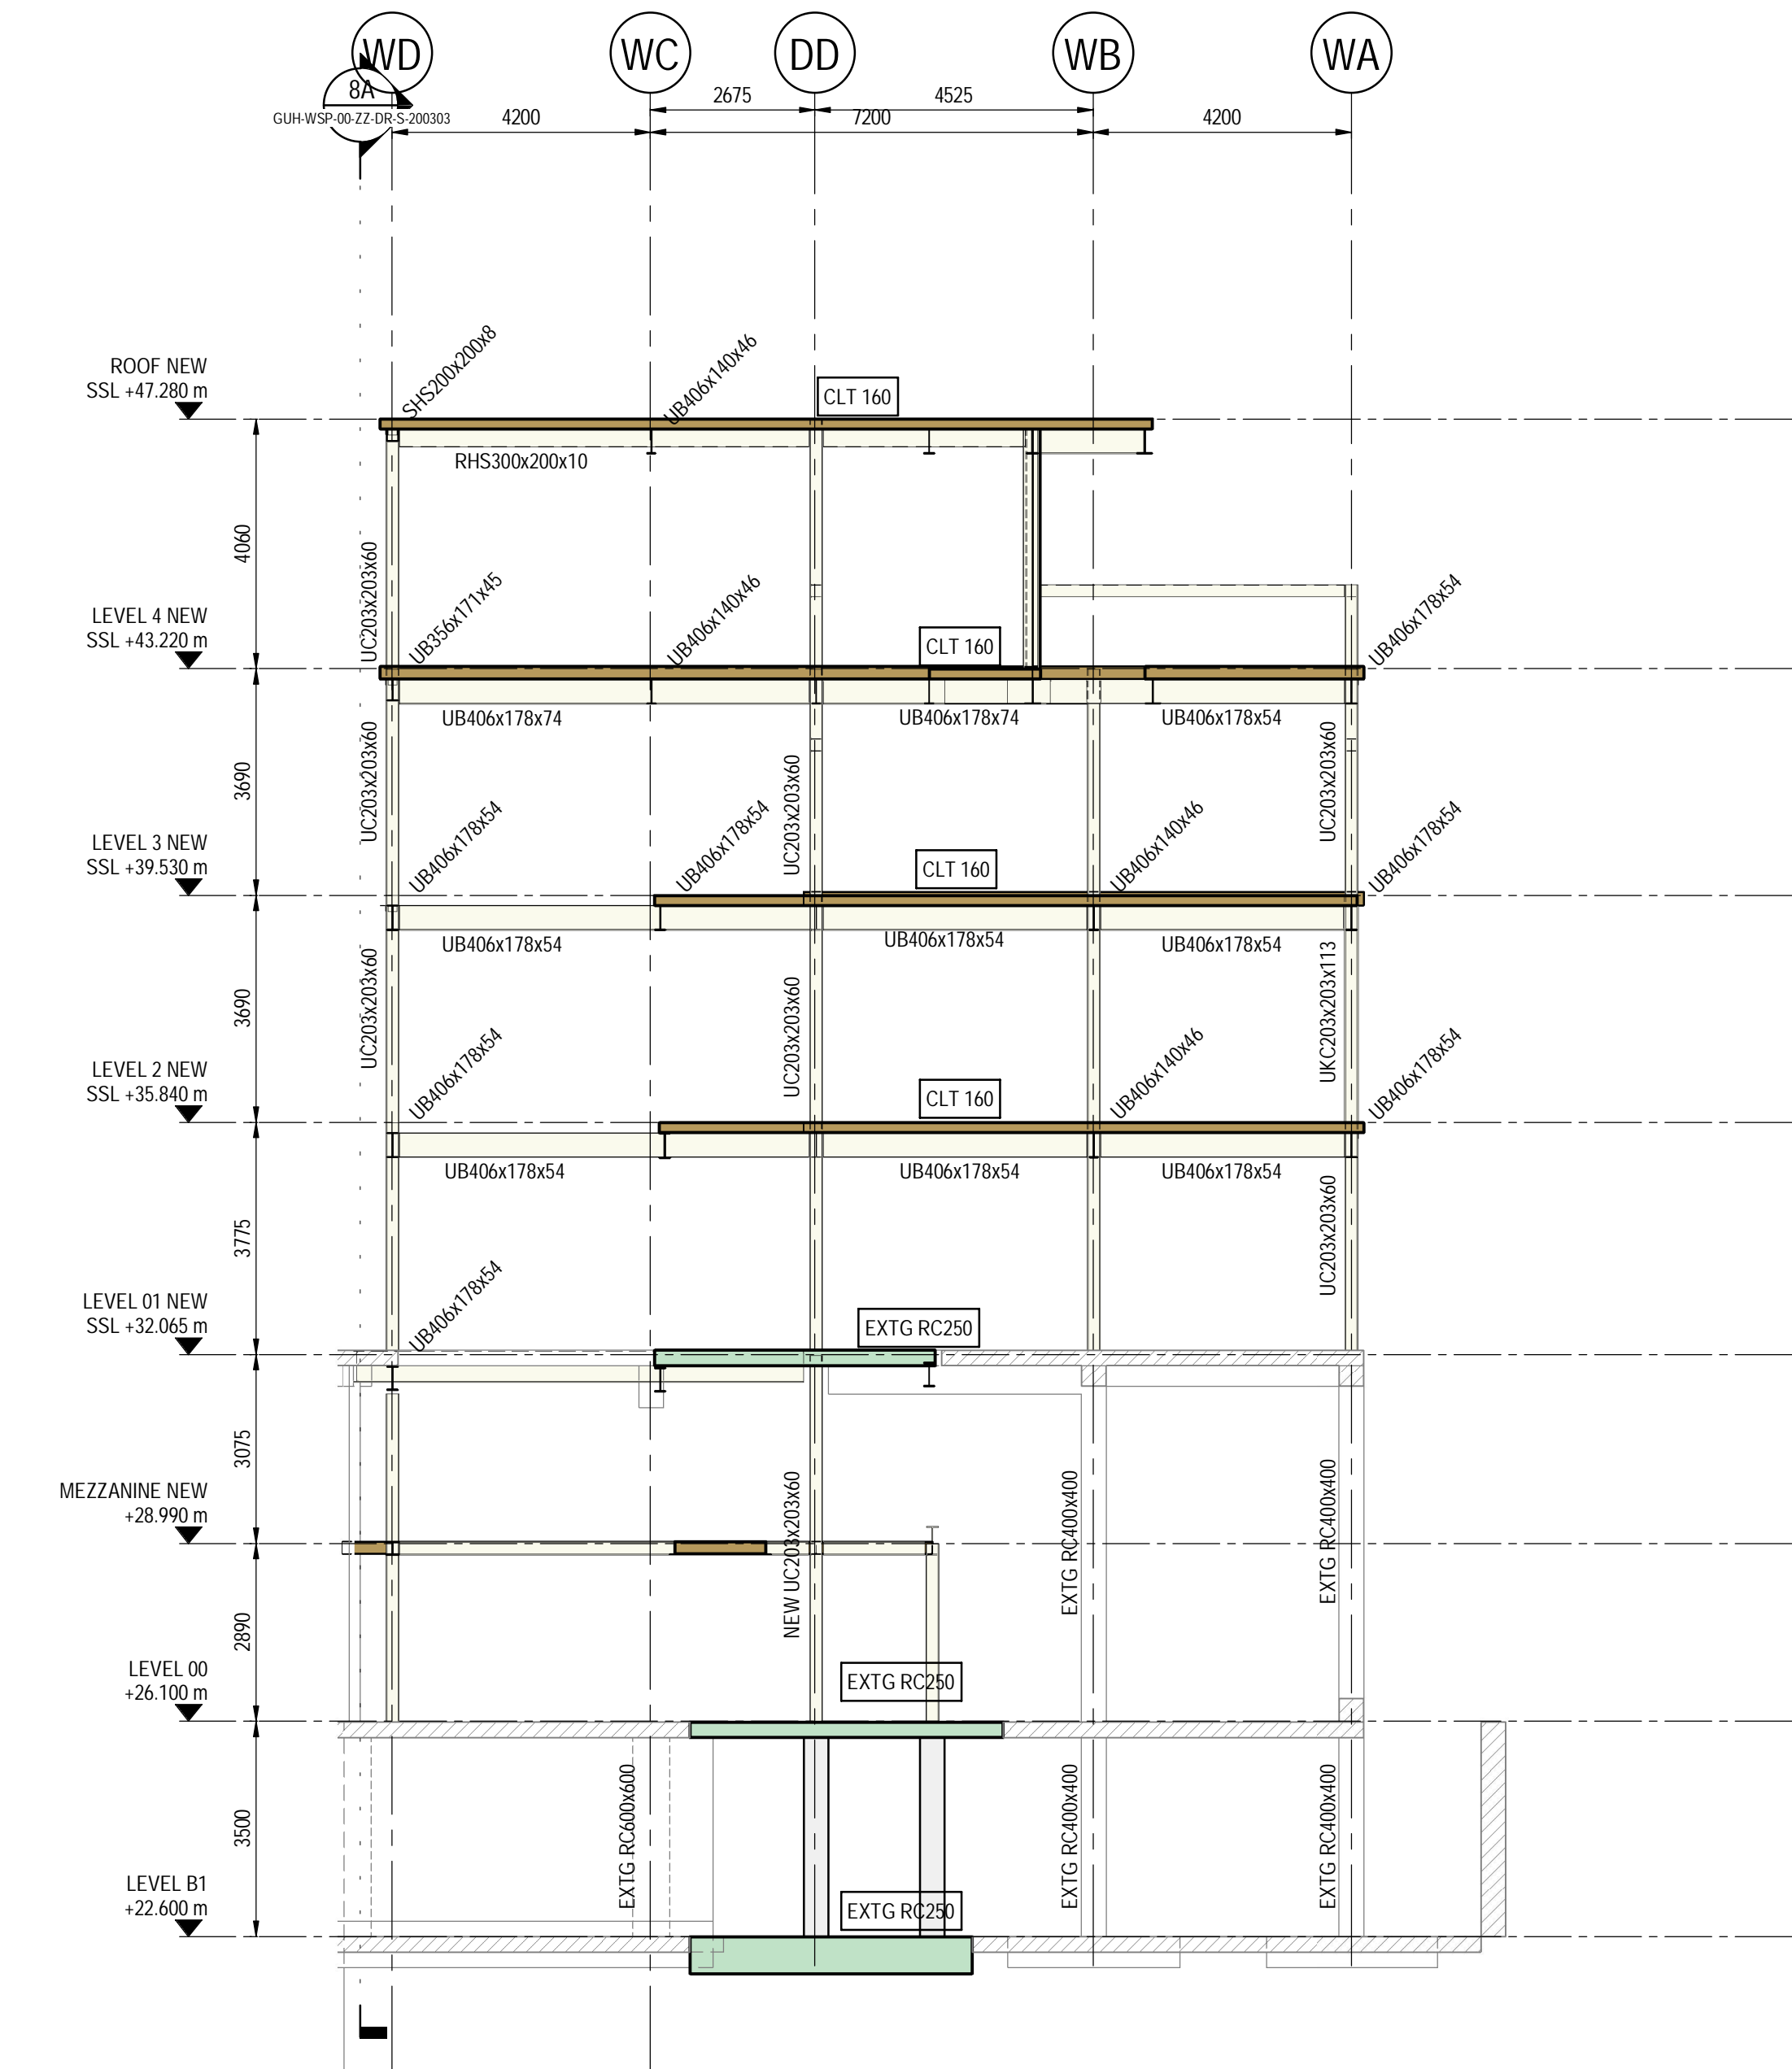 WD
WC
DD
WB
WA
8A
GUH-WSP-00-ZZ-DR-S-200303
2675
4525
4200
7200
4200
ROOF NEW
SSL +47.280 m
SHS200x200x8
UB406x140x46
CLT 160
RHS300x200x10
4060
UC203x203x60
LEVEL 4 NEW
SSL +43.220 m
UB356x171x45
UB406x140x46
CLT 160
UB406x178x54
UB406x178x74
UB406x178x74
UB406x178x54
3690
UC203x203x60
UC203x203x60
UC203x203x60
LEVEL 3 NEW
SSL +39.530 m
UB406x178x54
UB406x178x54
CLT 160
UB406x140x46
UB406x178x54
UB406x178x54
UB406x178x54
UB406x178x54
3690
UC203x203x60
UC203x203x60
UKC203x203x113
LEVEL 2 NEW
SSL +35.840 m
UB406x178x54
CLT 160
UB406x140x46
UB406x178x54
UB406x178x54
UB406x178x54
UB406x178x54
3775
UC203x203x60
LEVEL 01 NEW
SSL +32.065 m
UB406x178x54
EXTG RC250
3075
MEZZANINE NEW
+28.990 m
NEW UC203x203x60
EXTG RC400x400
EXTG RC400x400
2890
LEVEL 00
+26.100 m
EXTG RC250
3500
EXTG RC600x600
EXTG RC400x400
EXTG RC400x400
LEVEL B1
+22.600 m
EXTG RC250